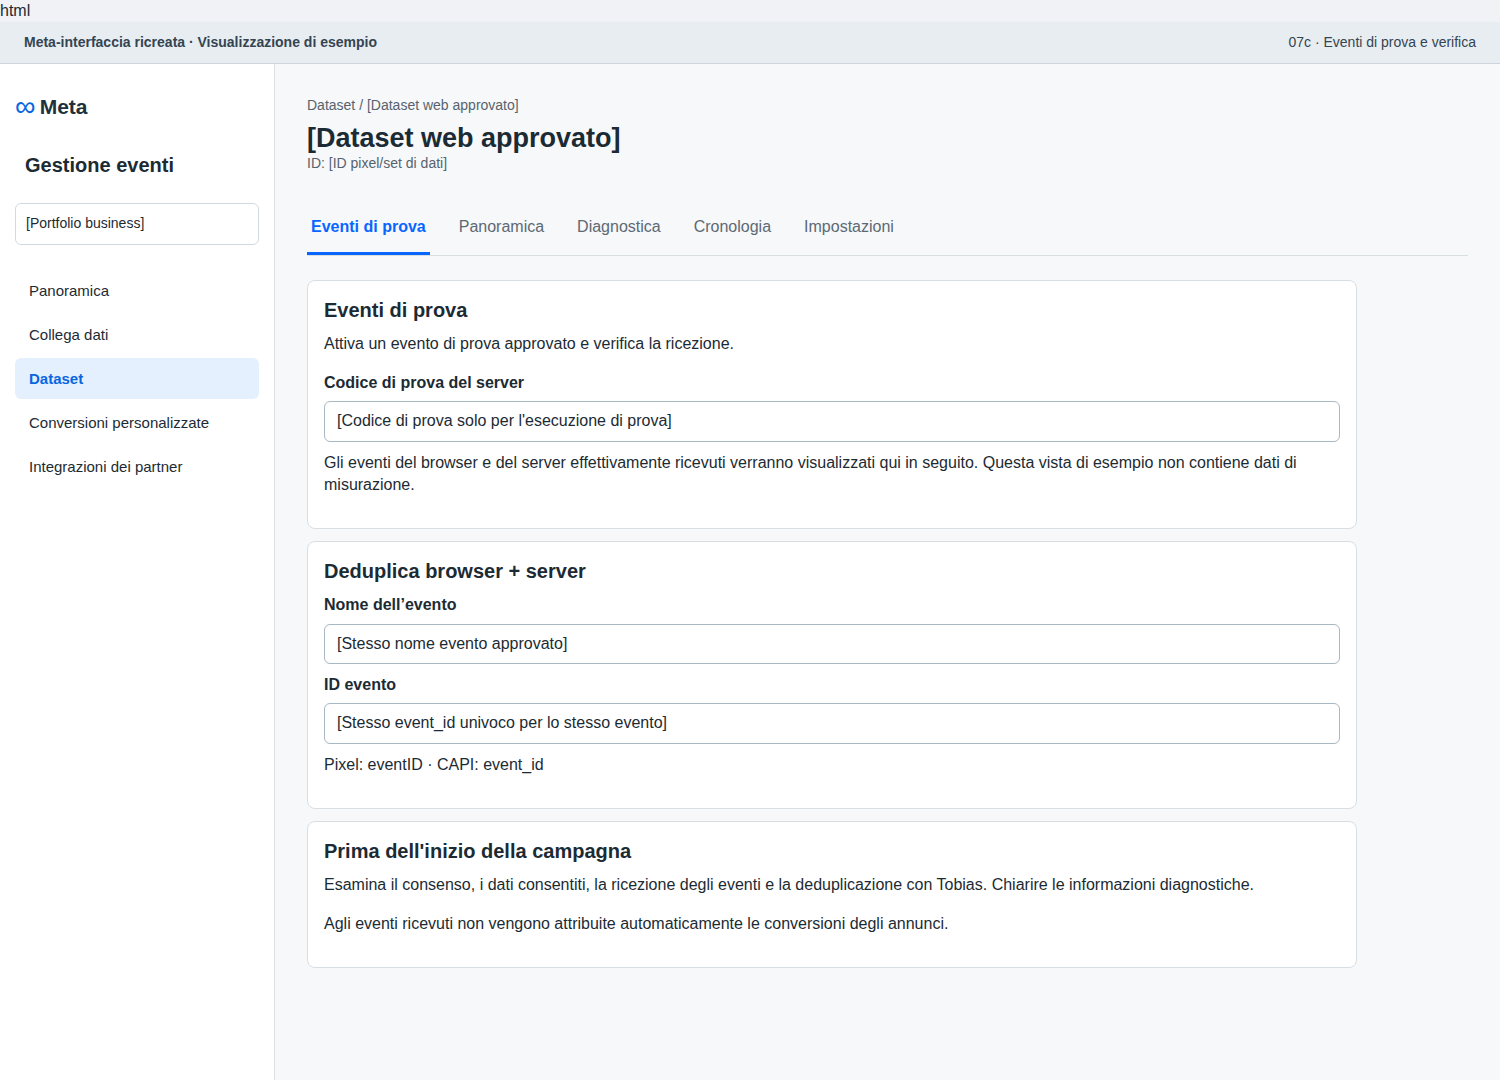 html
Meta-interfaccia ricreata · Visualizzazione di esempio
07c · Eventi di prova e verifica
∞ Meta
Gestione eventi
[Portfolio business]
Panoramica
Collega dati
Dataset
Conversioni personalizzate
Integrazioni dei partner
Dataset / [Dataset web approvato]
[Dataset web approvato]
ID: [ID pixel/set di dati]
Eventi di prova Panoramica Diagnostica Cronologia Impostazioni
Eventi di prova
Attiva un evento di prova approvato e verifica la ricezione.
Codice di prova del server
[Codice di prova solo per l'esecuzione di prova]
Gli eventi del browser e del server effettivamente ricevuti verranno visualizzati qui in seguito. Questa vista di esempio non contiene dati di
misurazione.
Deduplica browser + server
Nome dell’evento
[Stesso nome evento approvato]
ID evento
[Stesso event_id univoco per lo stesso evento]
Pixel: eventID · CAPI: event_id
Prima dell'inizio della campagna
Esamina il consenso, i dati consentiti, la ricezione degli eventi e la deduplicazione con Tobias. Chiarire le informazioni diagnostiche.
Agli eventi ricevuti non vengono attribuite automaticamente le conversioni degli annunci.